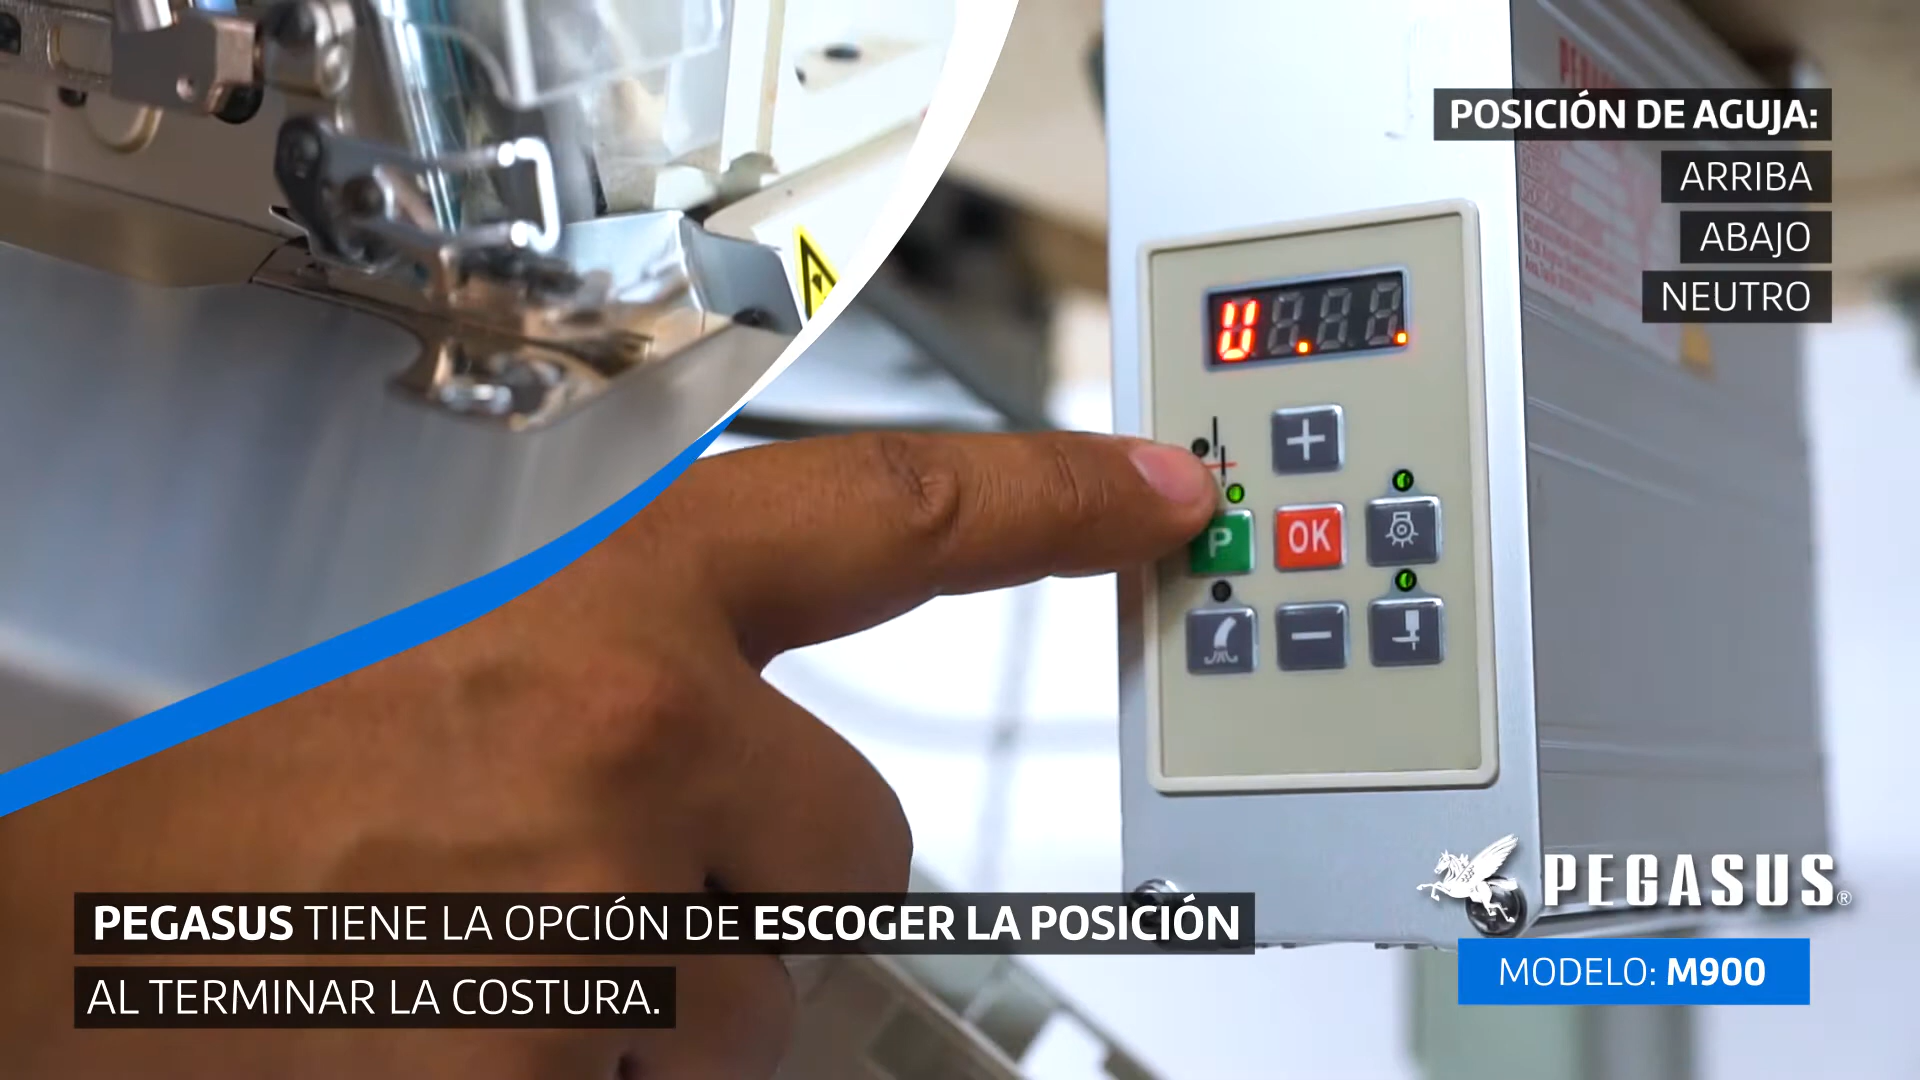 POSICIÓN DE AGUJA:
ARRIBA
ABAJO
NEUTRO
U
P
OK
PEGASUS®
MODELO: M900
PEGASUS TIENE LA OPCIÓN DE ESCOGER LA POSICIÓN
AL TERMINAR LA COSTURA.